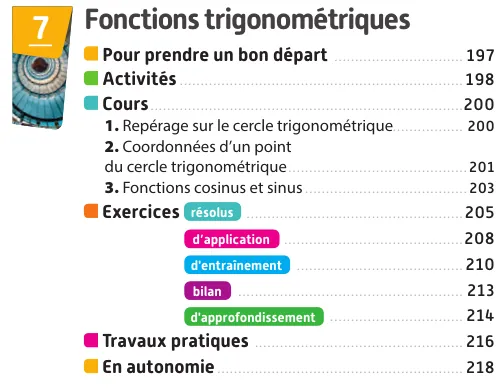 7
Fonctions trigonométriques
Pour prendre un bon départ 197
Activités 198
Cours 200
1. Repérage sur le cercle trigonométrique 200
2. Coordonnées d'un point
du cercle trigonométrique 201
3. Fonctions cosinus et sinus 203
Exercices résolus 205
d'application 208
d'entraînement 210
bilan 213
d'approfondissement 214
Travaux pratiques 216
En autonomie 218